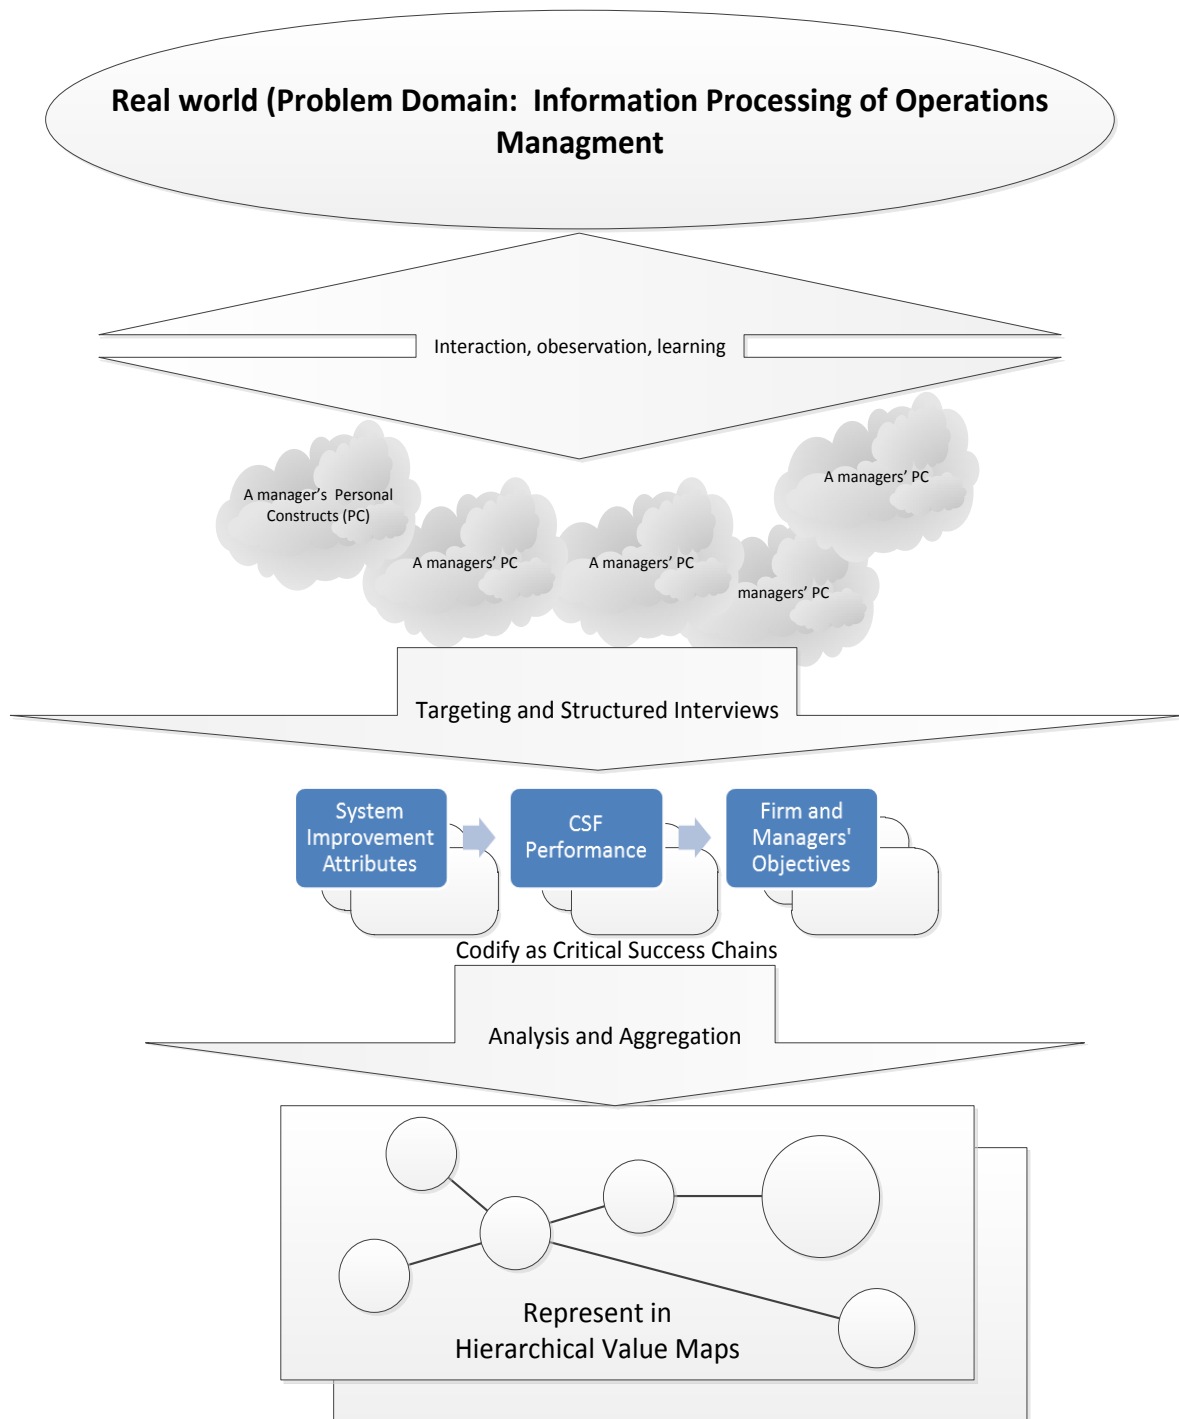 Real world (Problem Domain:  Information Processing of Operations
Managment
Interaction, obeservation, learning
A managers' PC
A manager's  Personal
Constructs (PC)
A managers' PC
A managers' PC
managers' PC
Targeting and Structured Interviews
System
Improvement
Attributes
CSF
Performance
Firm and
Managers'
Objectives
Codify as Critical Success Chains
Analysis and Aggregation
Represent in
Hierarchical Value Maps